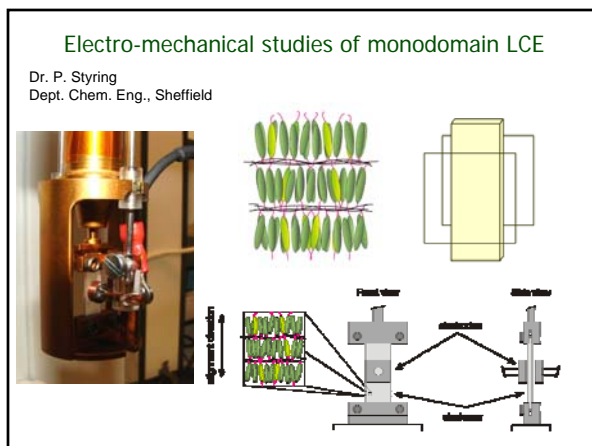 Electro-mechanical studies of monodomain LCE
Dr. P. Styring
Dept. Chem. Eng., Sheffield
Front view
Side view
alignment direction
electrodes
elastomer